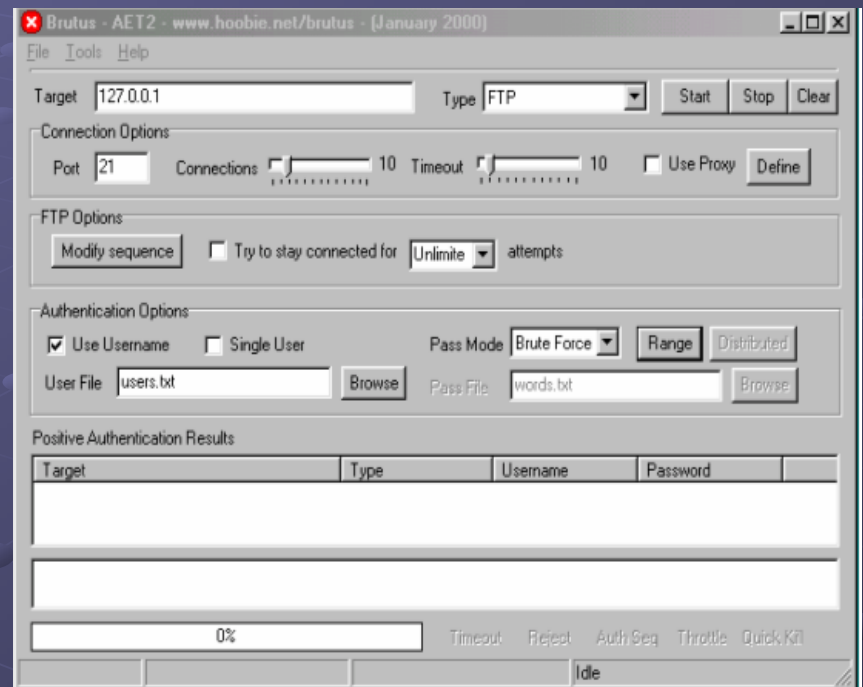 Brutus - AET2 - www.hoobie.net/brutus - (January 2000)
File Tools Help
Target 127.0.0.1 Type FTP Start Stop Clear
Connection Options
Port 21 Connections 10 Timeout 10 Use Proxy Define
FTP Options
Modify sequence Try to stay connected for Unlimite attempts
Authentication Options
Use Username Single User Pass Mode Brute Force Range Distributed
User File users.txt Browse Pass File words.txt Browse
Positive Authentication Results
Target Type Username Password
0% Timeout Reject Auth Seq Throttle Quick Kill
Idle